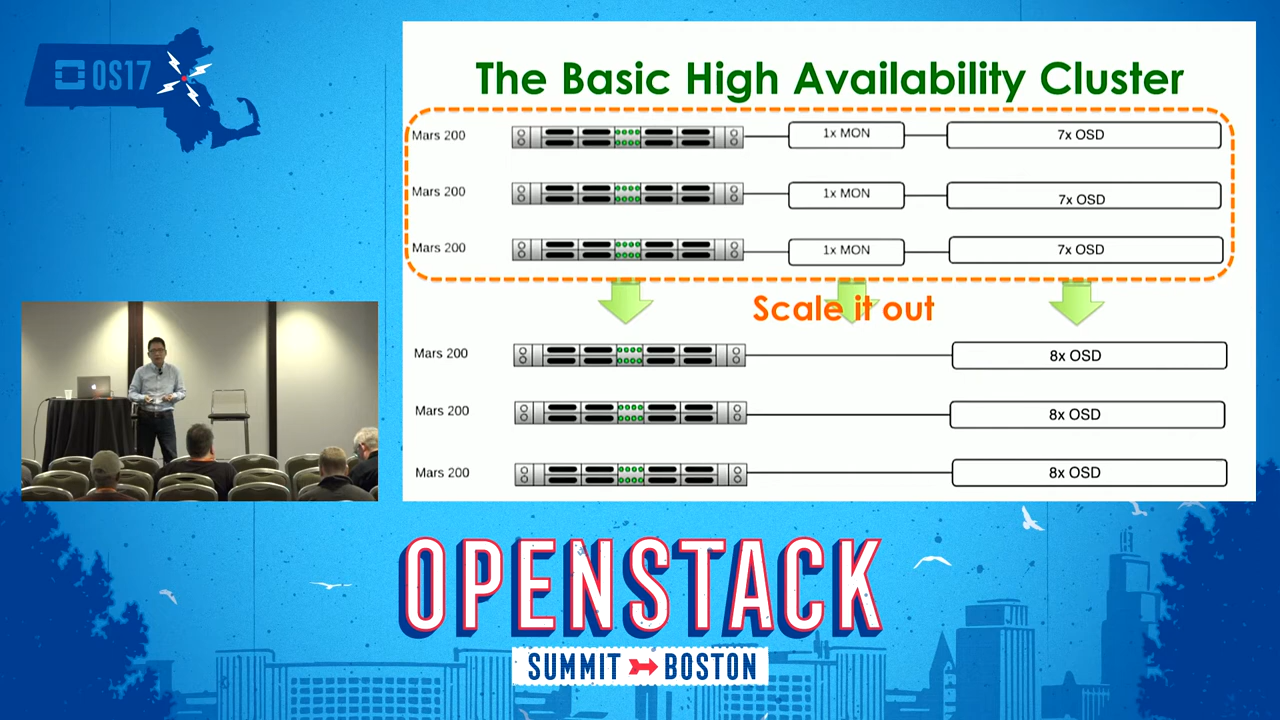 OS17
The Basic High Availability Cluster
Mars 200 1x MON 7x OSD
Mars 200 1x MON 7x OSD
Mars 200 1x MON 7x OSD
Scale it out
Mars 200 8x OSD
Mars 200 8x OSD
Mars 200 8x OSD
OPENSTACK
SUMMIT BOSTON